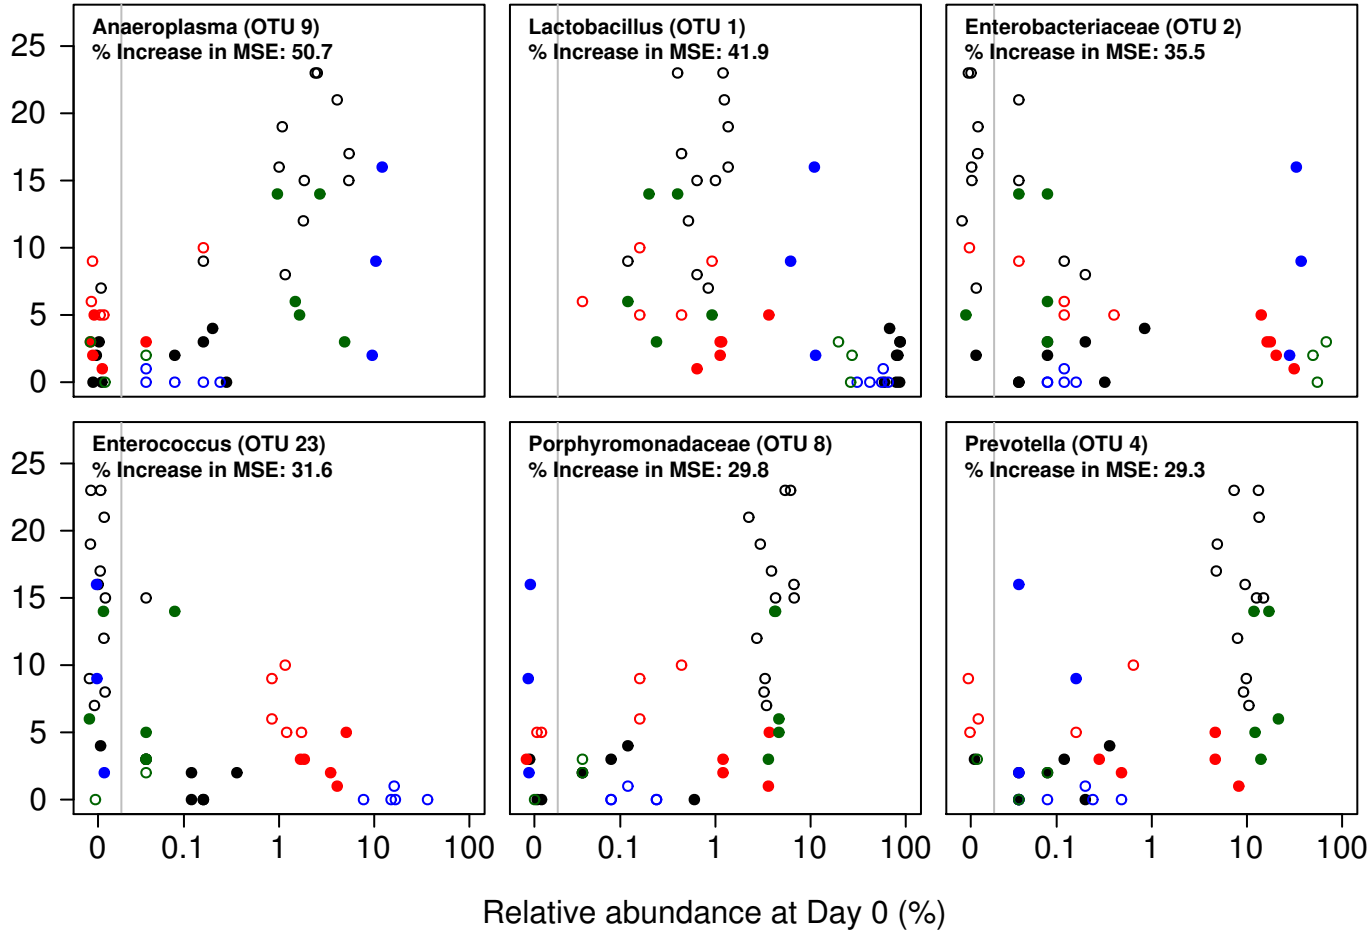 Anaeroplasma (OTU 9)
% Increase in MSE: 50.7
Lactobacillus (OTU 1)
% Increase in MSE: 41.9
Enterobacteriaceae (OTU 2)
% Increase in MSE: 35.5
25
20
15
10
5
0
Enterococcus (OTU 23)
% Increase in MSE: 31.6
Porphyromonadaceae (OTU 8)
% Increase in MSE: 29.8
Prevotella (OTU 4)
% Increase in MSE: 29.3
25
20
15
10
5
0
0 0.1 1 10 100 0 0.1 1 10 100 0 0.1 1 10 100
Relative abundance at Day 0 (%)